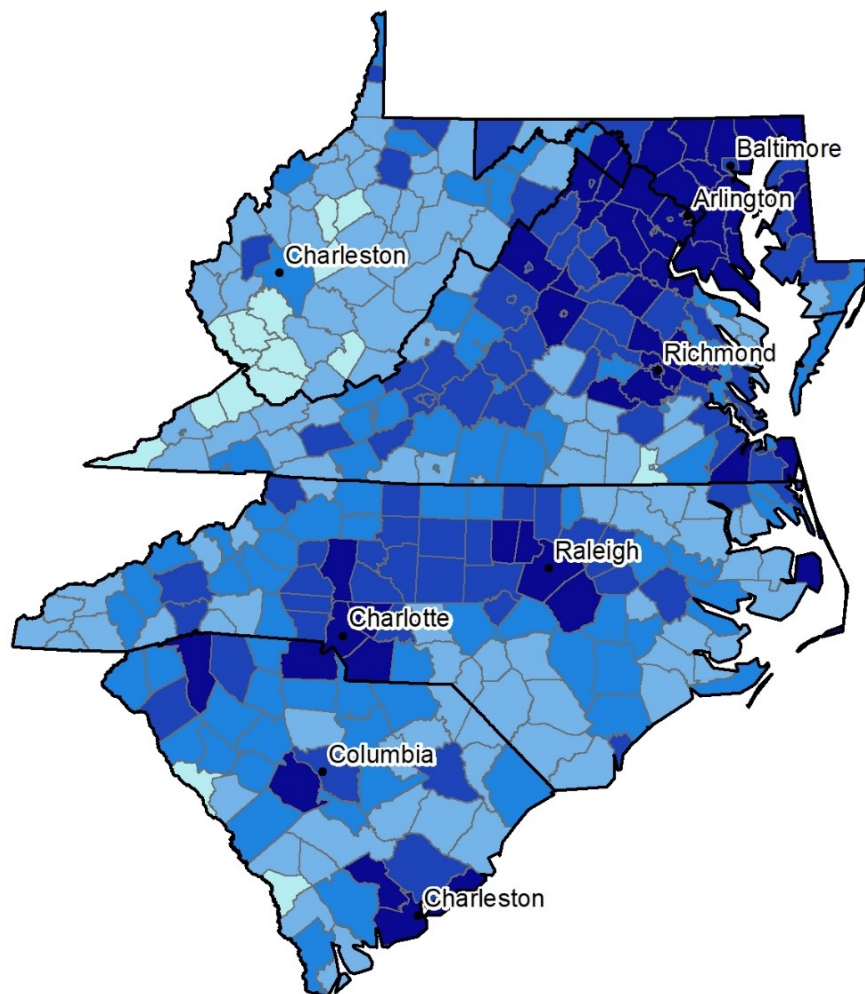 Baltimore
Arlington
Charleston
Richmond
Raleigh
Charlotte
Columbia
Charleston